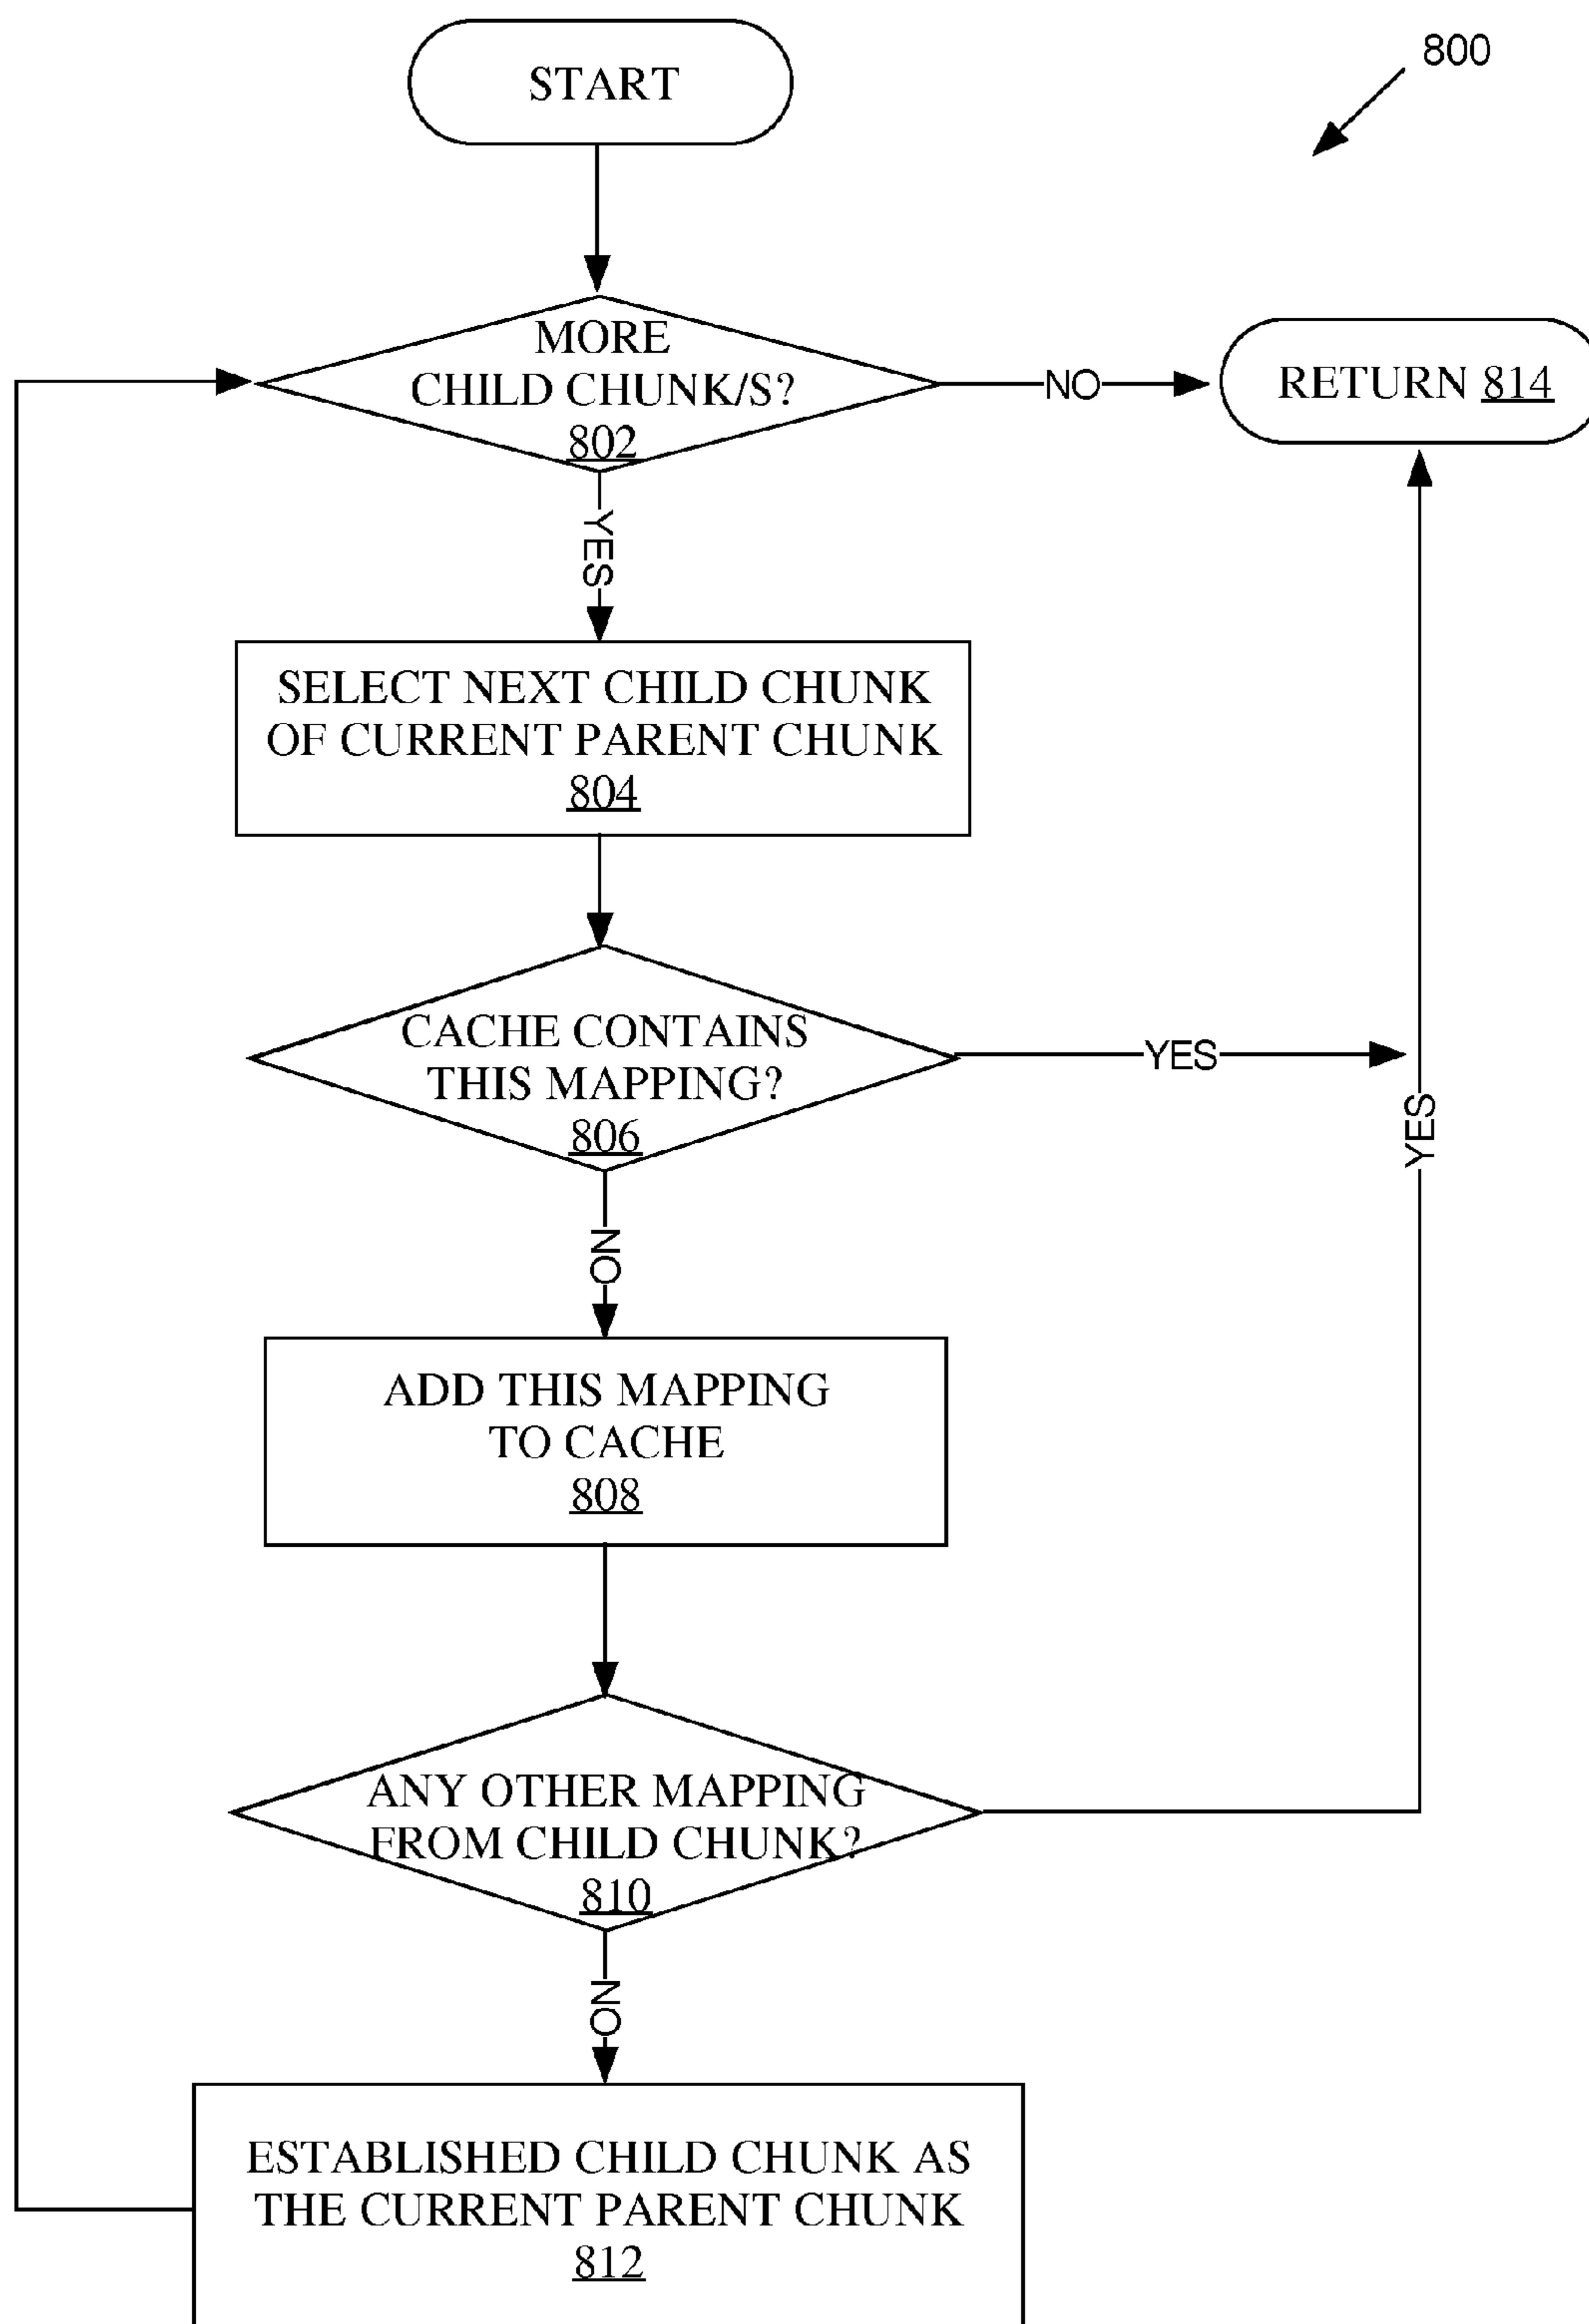 START
800
MORE
CHILD CHUNK/S?
802
NO
RETURN 814
YES
SELECT NEXT CHILD CHUNK
OF CURRENT PARENT CHUNK
804
CACHE CONTAINS
THIS MAPPING?
806
YES
YES
NO
ADD THIS MAPPING
TO CACHE
808
ANY OTHER MAPPING
FROM CHILD CHUNK?
810
NO
ESTABLISHED CHILD CHUNK AS
THE CURRENT PARENT CHUNK
812